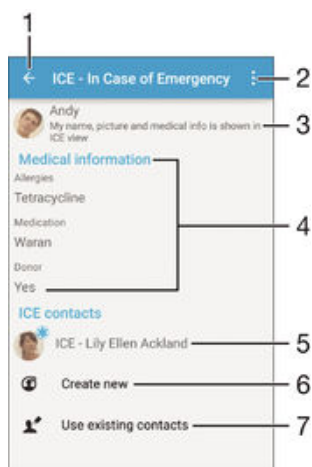 1
ICE - In Case of Emergency
2
Andy
My name, picture and medical info is shown in
ICE view
3
Medical information
Allergies
Tetracycline
Medication
Waran
4
Donor
Yes
ICE contacts
ICE - Lily Ellen Ackland
5
Create new
6
Use existing contacts
7